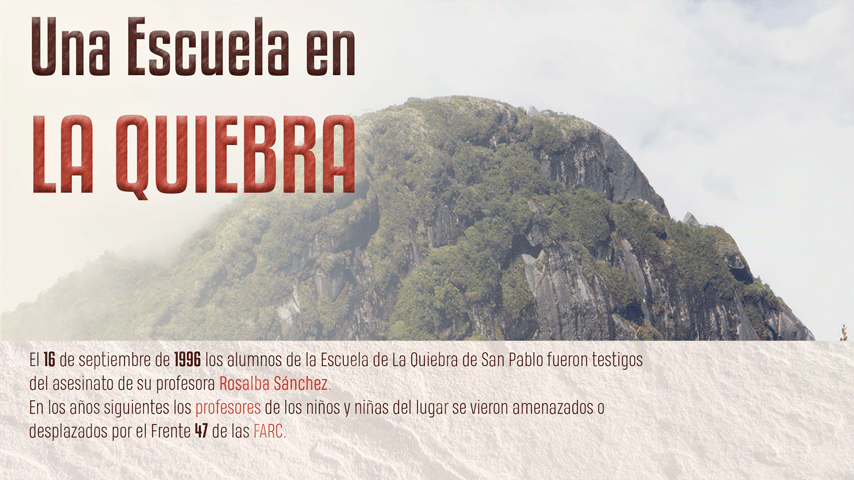 Una Escuela en
LA QUIEBRA
El 16 de septiembre de 1996 los alumnos de la Escuela de La Quiebra de San Pablo fueron testigos
del asesinato de su profesora Rosalba Sánchez.
En los años siguientes los profesores de los niños y niñas del lugar se vieron amenazados o
desplazados por el Frente 47 de las FARC.